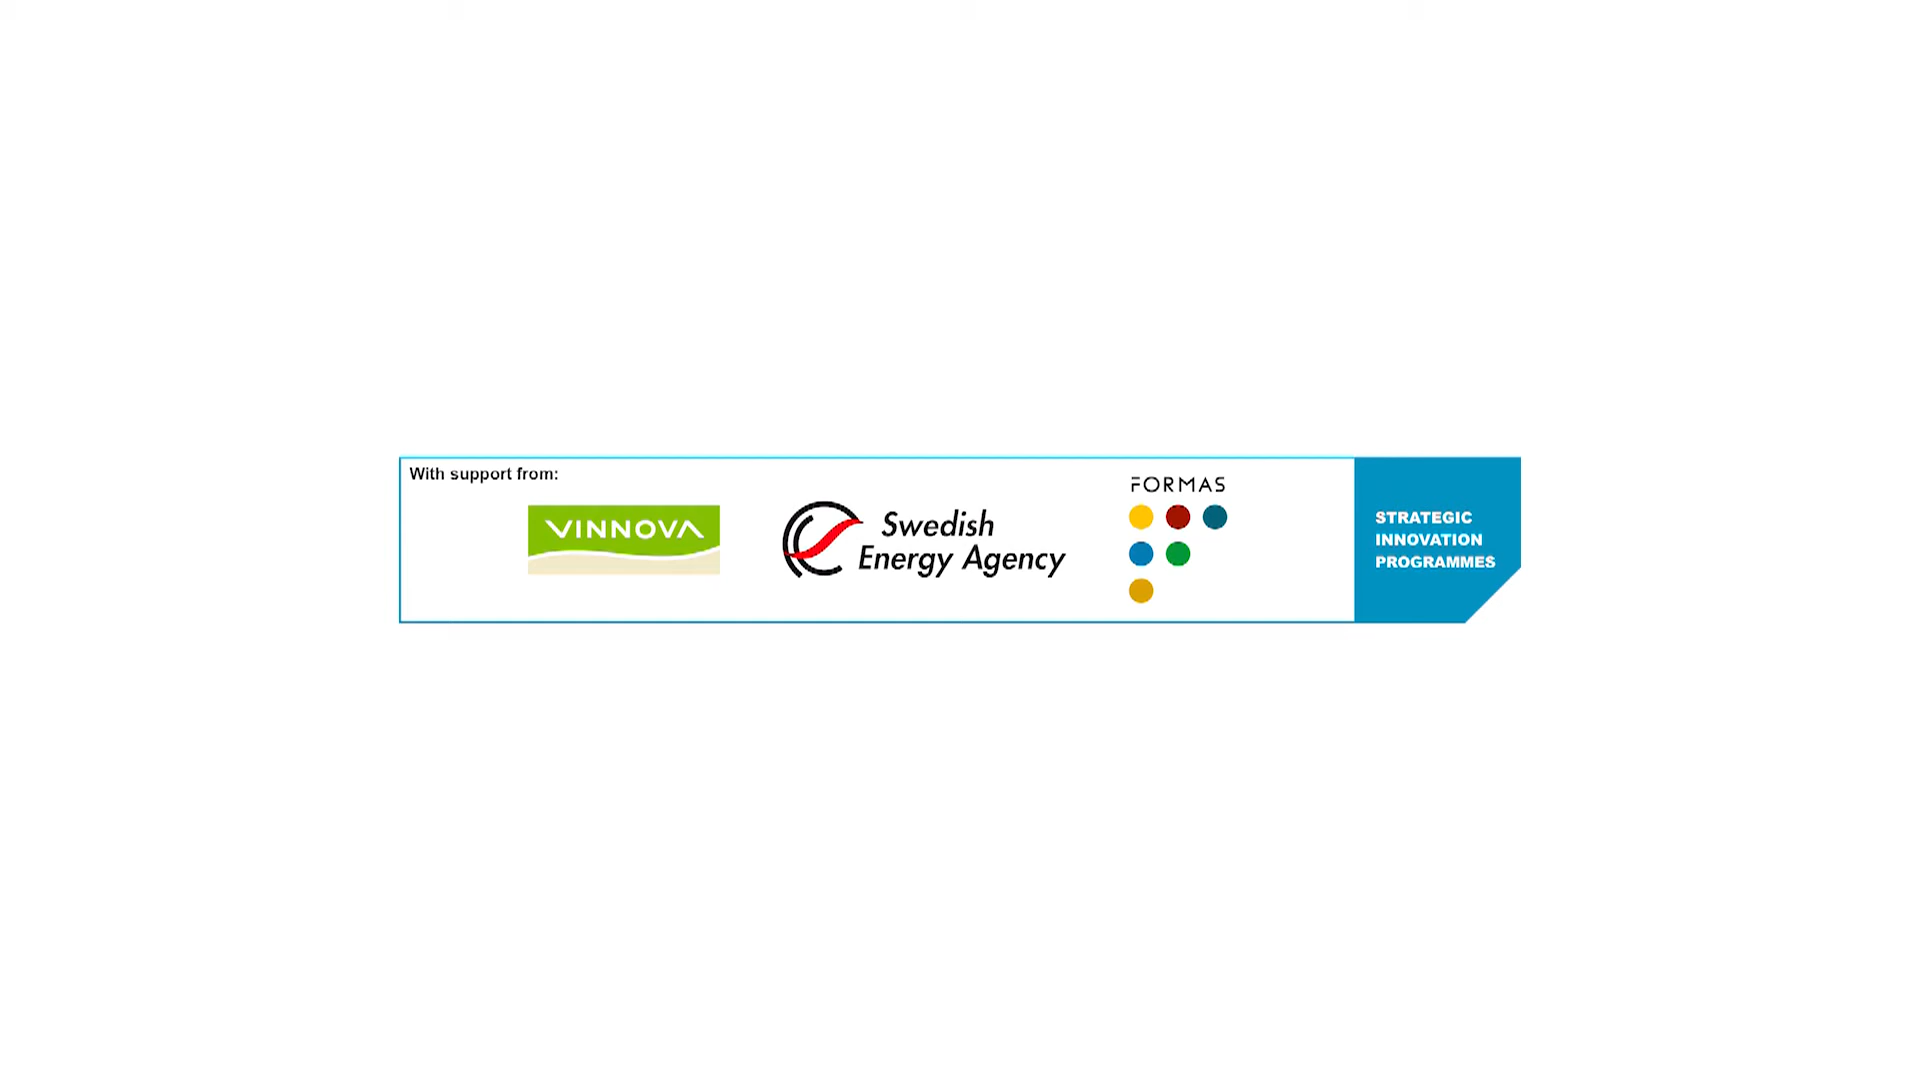 With support from:
VINNOVA
Swedish
Energy Agency
FORMAS
STRATEGIC
INNOVATION
PROGRAMMES